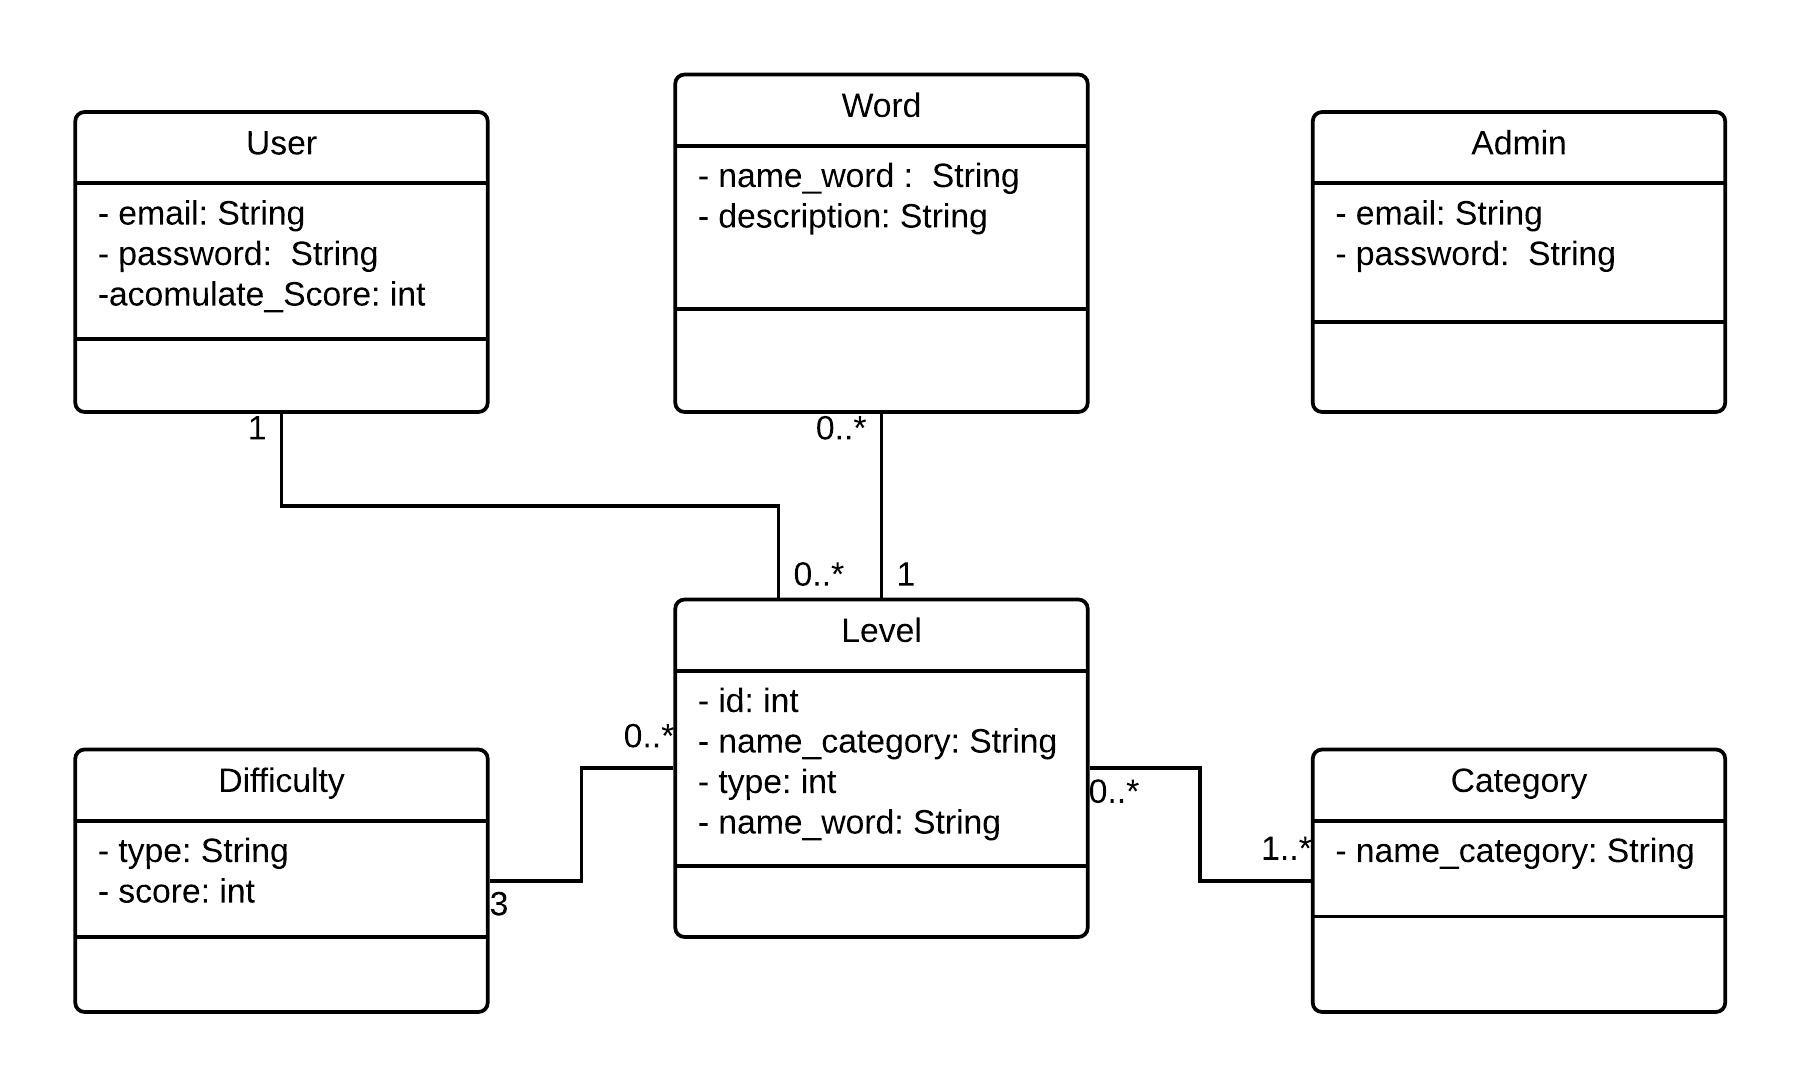 User
- email: String
- password:  String
-acomulate_Score: int
1
Word
- name_word :  String
- description: String
0..*
Admin
- email: String
- password:  String
0..*
1
Level
- id: int
- name_category: String
- type: int
- name_word: String
0..*
0..*
Difficulty
- type: String
- score: int
3
1..*
Category
- name_category: String